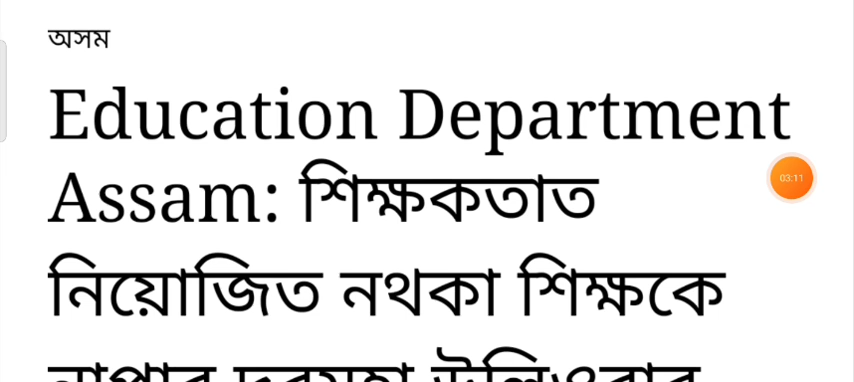 অসম
Education Department
Assam: শিক্ষকতাত
03:11
নিয়োজিত নথকা শিক্ষকে